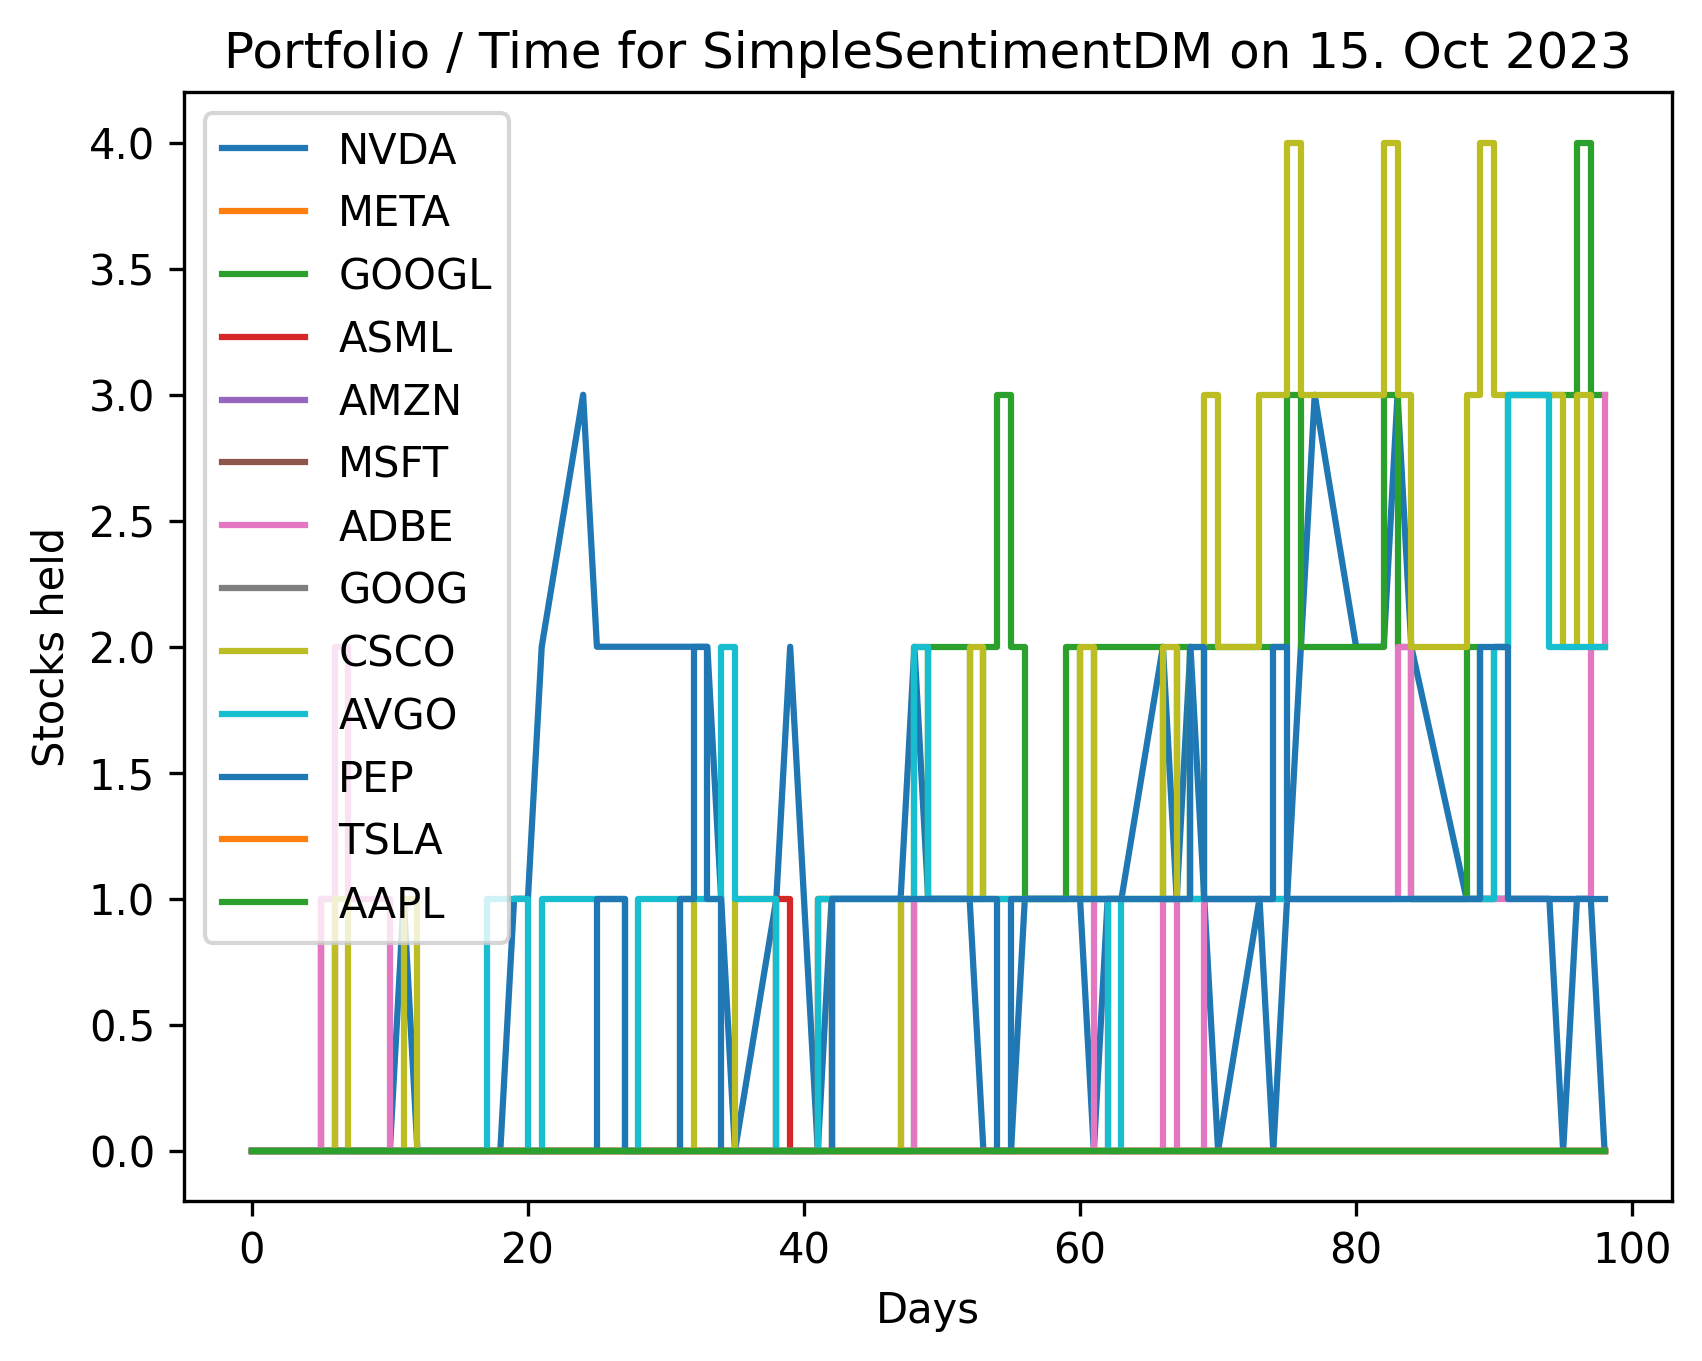 Portfolio / Time for SimpleSentimentDM on 15. Oct 2023
4.0
3.5
3.0
2.5
2.0
1.5
1.0
0.5
0.0
Stocks held
NVDA
META
GOOGL
ASML
AMZN
MSFT
ADBE
GOOG
CSCO
AVGO
PEP
TSLA
AAPL
0 20 40 60 80 100
Days